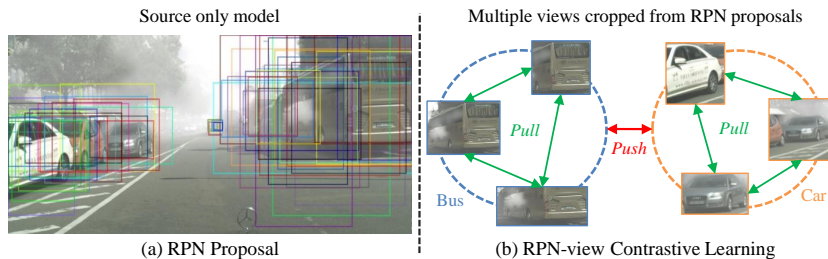 Source only model
Multiple views cropped from RPN proposals
Pull
Push
Pull
Bus
Car
(a) RPN Proposal
(b) RPN-view Contrastive Learning